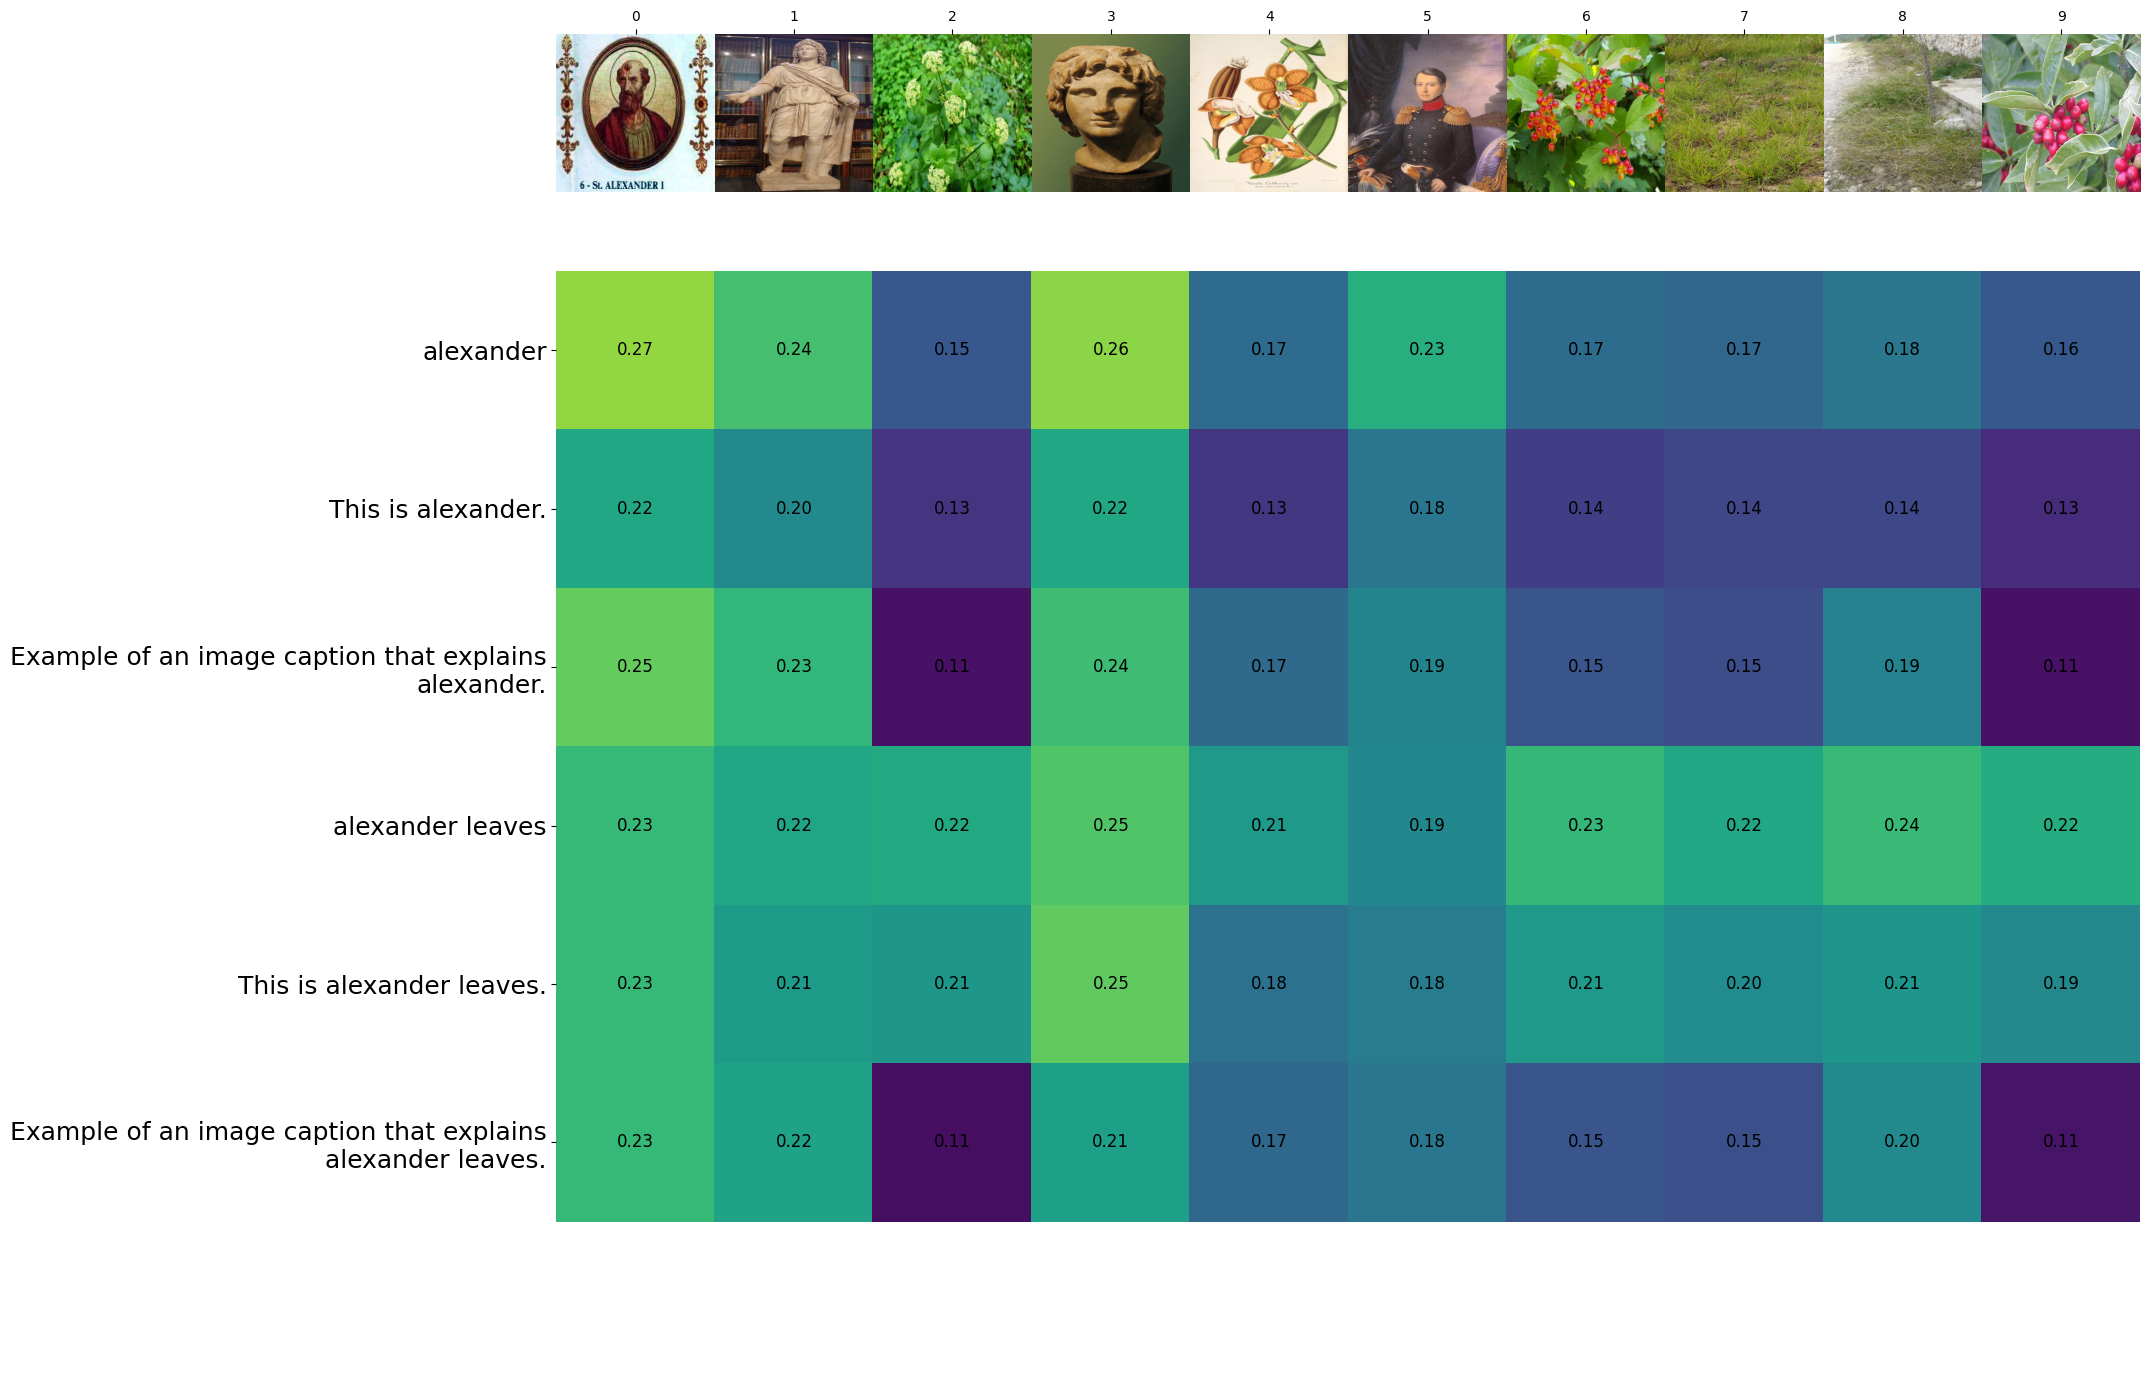 0 1 2 3 4 5 6 7 8 9
6 - St. ALEXANDER I
alexander 0.27 0.24 0.15 0.26 0.17 0.23 0.17 0.17 0.18 0.16
This is alexander. 0.22 0.20 0.13 0.22 0.13 0.18 0.14 0.14 0.14 0.13
Example of an image caption that explains
alexander. 0.25 0.23 0.11 0.24 0.17 0.19 0.15 0.15 0.19 0.11
alexander leaves 0.23 0.22 0.22 0.25 0.21 0.19 0.23 0.22 0.24 0.22
This is alexander leaves. 0.23 0.21 0.21 0.25 0.18 0.18 0.21 0.20 0.21 0.19
Example of an image caption that explains
alexander leaves. 0.23 0.22 0.11 0.21 0.17 0.18 0.15 0.15 0.20 0.11